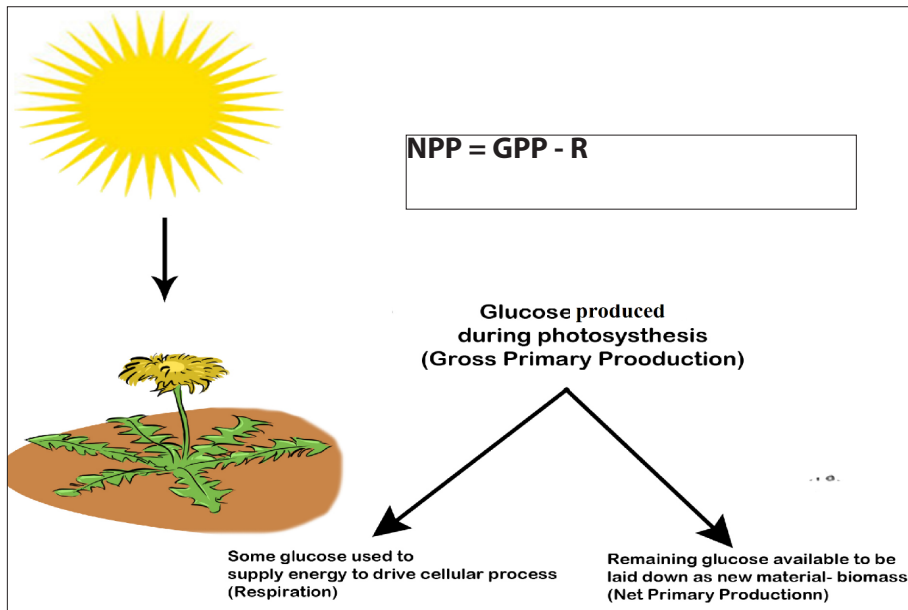 NPP = GPP - R
Glucose produced
during photosysthesis
(Gross Primary Prooduction)
Some glucose used to
supply energy to drive cellular process
(Respiration)
Remaining glucose available to be
laid down as new material- biomass
(Net Primary Productionn)